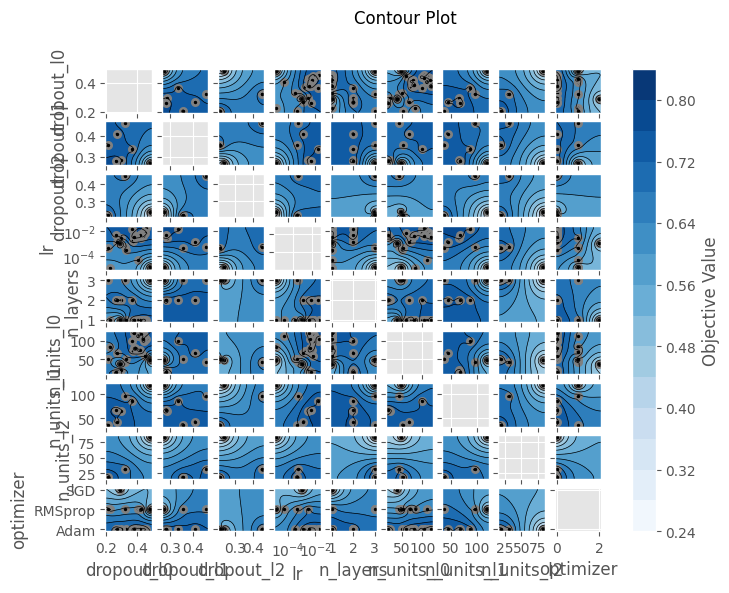 Contour Plot
dropout_l0
0.4
0.2
dropout_l1
0.4
0.3
dropout_l2
0.4
0.3
lr
10⁻²
10⁻⁴
n_layers
3
2
1
n_units_l0
100
50
n_units_l1
100
50
n_units_l2
75
50
25
optimizer
SGD
RMSprop
Adam
0.2 0.4 0.3 0.4 0.3 0.4 10⁻⁴ 10⁻² 1 2 3 50 100 50 100 25 50 75 0 2
dropout_l0 dropout_l1 dropout_l2 lr n_layers n_units_l0 n_units_l1 n_units_l2 optimizer
0.80
0.72
0.64
0.56
0.48
0.40
0.32
0.24
Objective Value